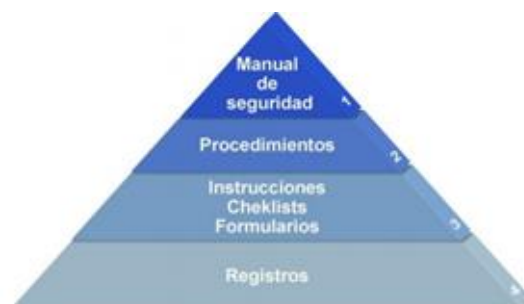 Manual
de
seguridad
1
Procedimientos
2
Instrucciones
Cheklists
Formularios
3
Registros
4